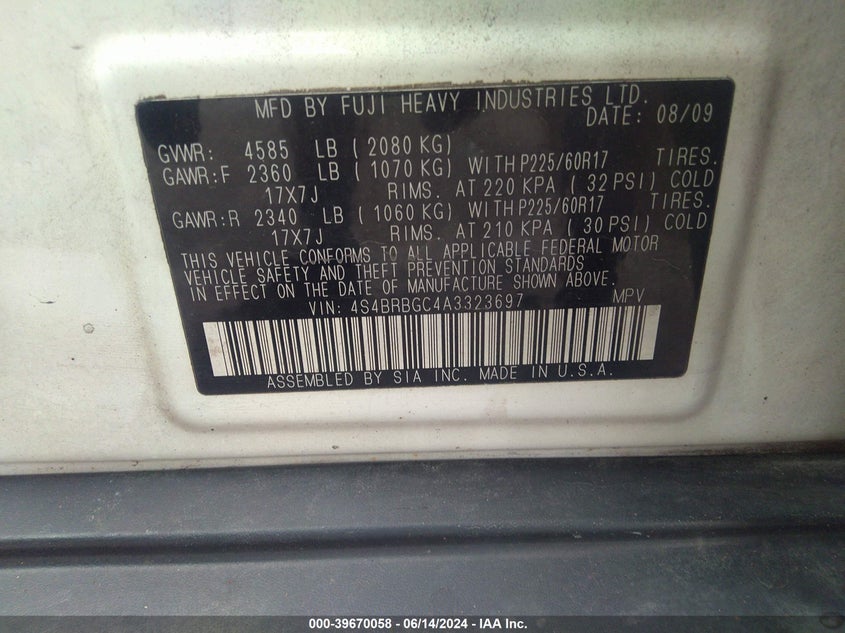 MFD BY FUJI HEAVY INDUSTRIES LTD.
DATE: 08/09
GVWR: 4585 LB ( 2080 KG)
GAWR:F 2360 LB ( 1070 KG) WITH P225/60R17 TIRES.
17X7J RIMS. AT 220 KPA ( 32 PSI) COLD
GAWR:R 2340 LB ( 1060 KG) WITH P225/60R17 TIRES.
17X7J RIMS. AT 210 KPA ( 30 PSI) COLD
THIS VEHICLE CONFORMS TO ALL APPLICABLE FEDERAL MOTOR
VEHICLE SAFETY AND THEFT PREVENTION STANDARDS
IN EFFECT ON THE DATE OF MANUFACTURE SHOWN ABOVE.
VIN: 4S4BRBGC4A3323697 MPV
ASSEMBLED BY SIA INC. MADE IN U.S.A.
000-39670058 - 06/14/2024 - IAA Inc.